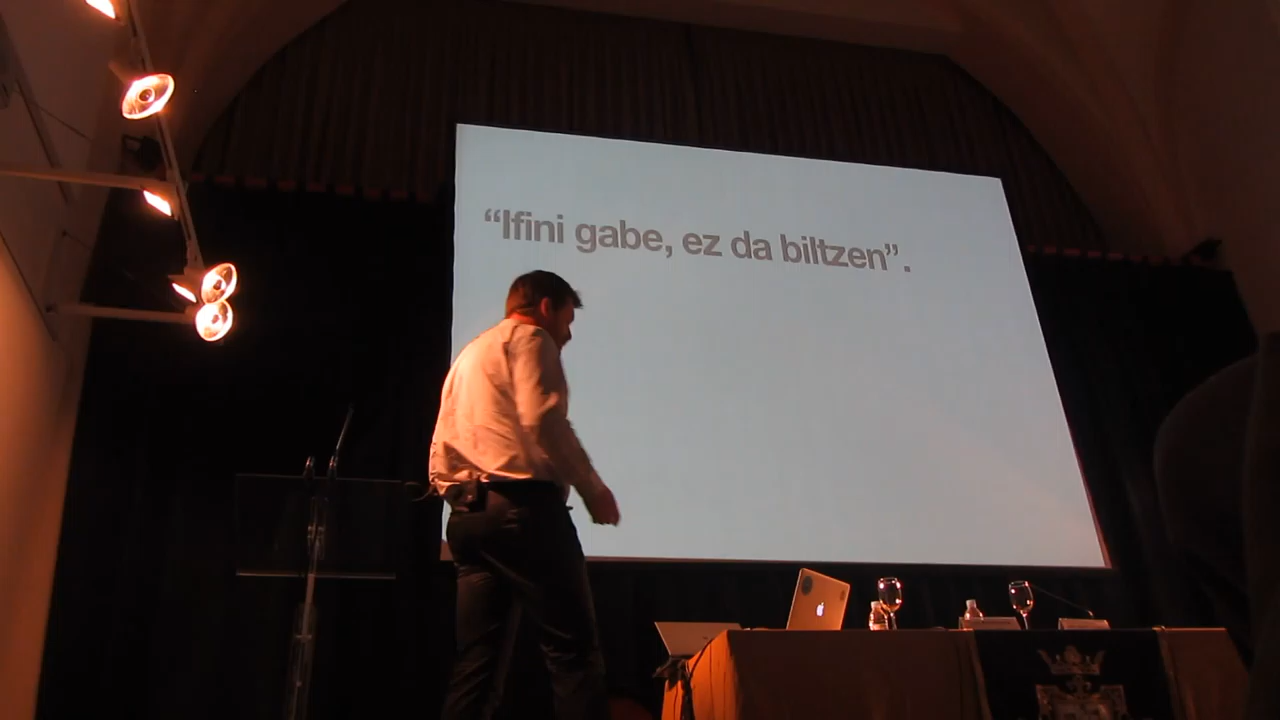 “Ifini gabe, ez da biltzen”.